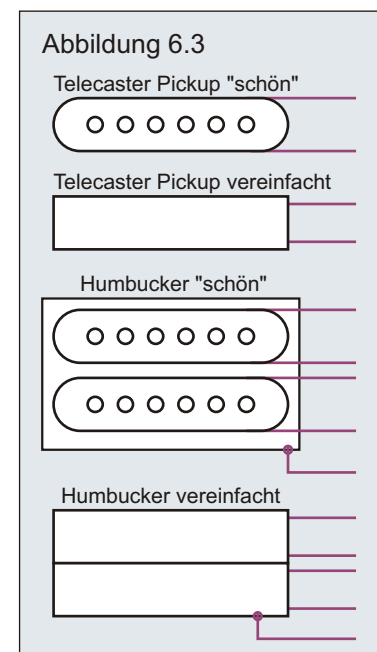 Abbildung 6.3
Telecaster Pickup "schön"
Telecaster Pickup vereinfacht
Humbucker "schön"
Humbucker vereinfacht